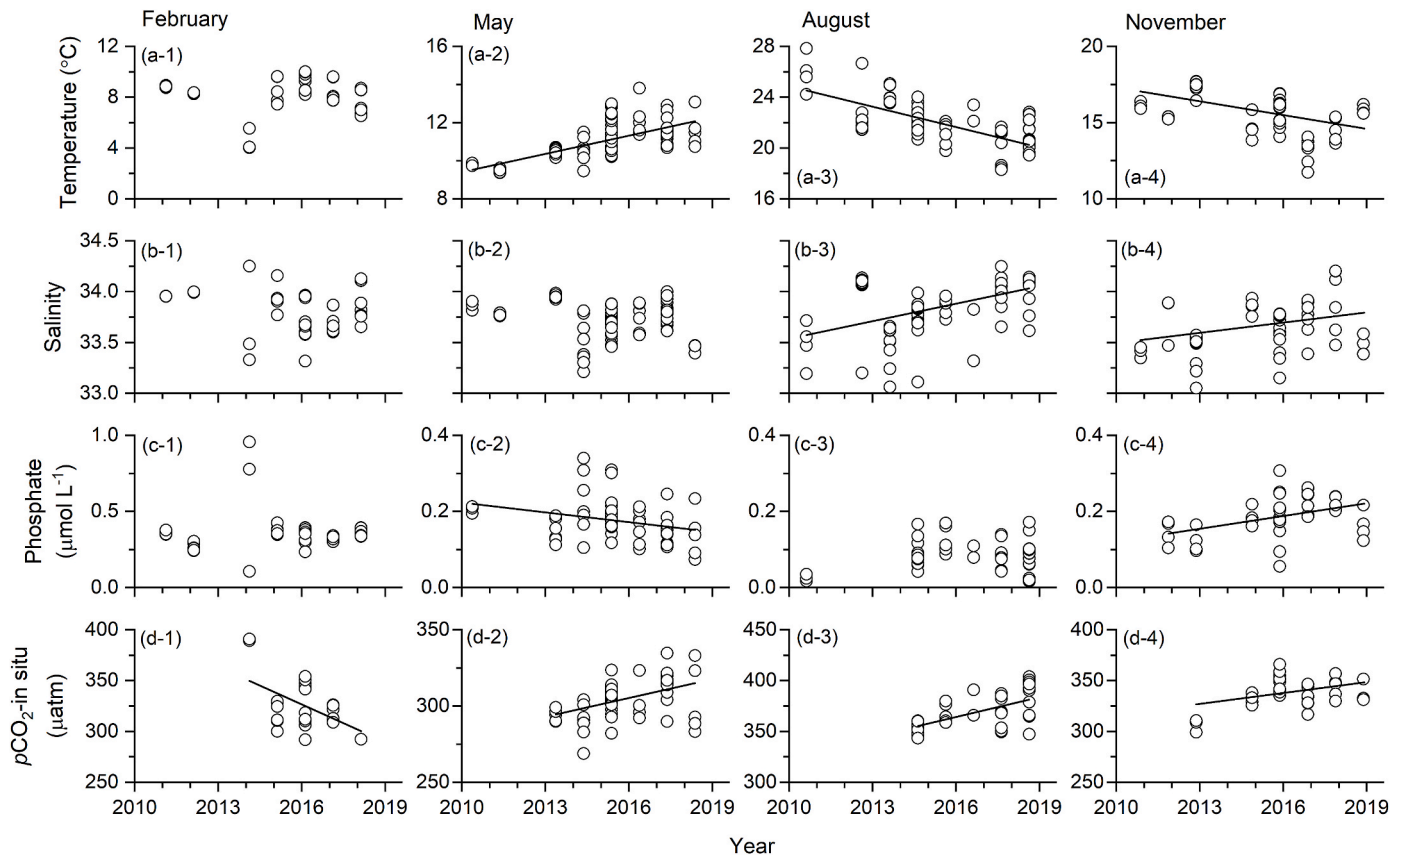 February May August November
Temperature (°C)
12 (a-1) 16 (a-2) 28 20
8 24
12 15
4 20
(a-3) (a-4)
0 8 16 10
Salinity
34.5 (b-1) (b-2) (b-3) (b-4)
34.0
33.5
33.0
Phosphate
(μmol L-1)
1.0 (c-1) 0.4 (c-2) 0.4 (c-3) 0.4 (c-4)
0.5 0.2 0.2 0.2
0.0 0.0 0.0 0.0
pCO2-in situ
(μatm)
400 (d-1) 350 (d-2) 450 (d-3) 400 (d-4)
350 400 350
300 300 350 300
250 250 300 250
2010 2013 2016 2019 2010 2013 2016 2019 2010 2013 2016 2019 2010 2013 2016 2019
Year